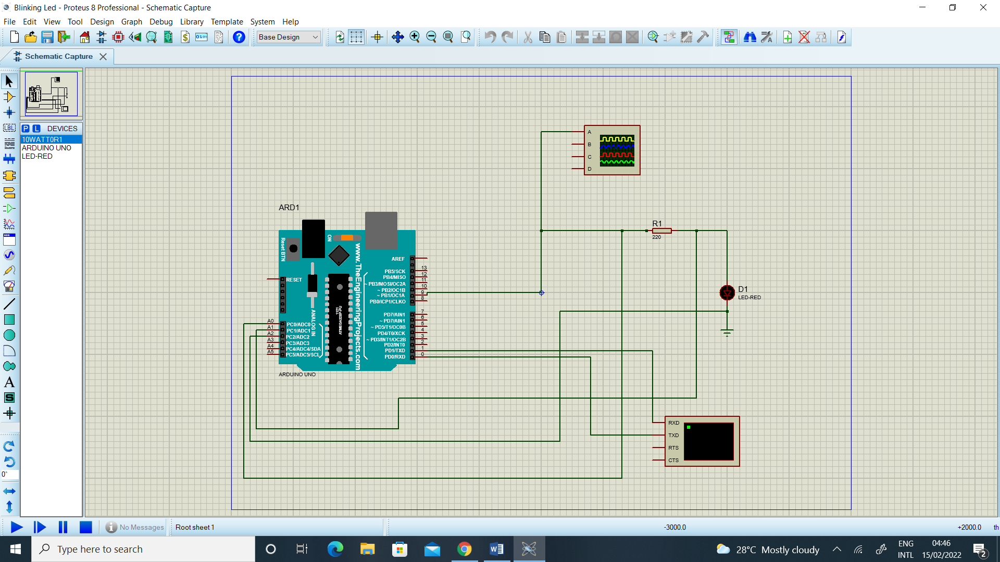 Blinking Led - Proteus 8 Professional - Schematic Capture
File Edit View Tool Design Graph Debug Library Template System Help
Base Design
Schematic Capture
P L DEVICES
10WATT0R1
ARDUINO UNO
LED-RED
LBL
A
S
0°
A
B
C
D
ARD1
Reset BTN
ON
www.TheEngineeringProjects.com
ANALOG IN
ATMEGA328P-PU
1121
RESET
AREF
PB5/SCK 13
PB4/MISO 12
~ PB3/MOSI/OC2A 11
~ PB2/OC1B 10
~ PB1/OC1A 9
PB0/ICP1/CLKO 8
PD7/AIN1 7
~ PD7/AIN1 6
~ PD5/T1/OC0B 5
PD4/T0/XCK 4
~ PD3/INT1/OC2B 3
PD2/INT0 2
PD1/TXD 1
PD0/RXD 0
A0 PC0/ADC0
A1 PC1/ADC1
A2 PC2/ADC2
A3 PC3/ADC3
A4 PC4/ADC4/SDA
A5 PC5/ADC5/SCL
ARDUINO UNO
R1
220
D1
LED-RED
RXD
TXD
RTS
CTS
No Messages Root sheet 1 -3000.0 +2000.0 th
Type here to search
28°C Mostly cloudy
ENG
INTL
04:46
15/02/2022
2